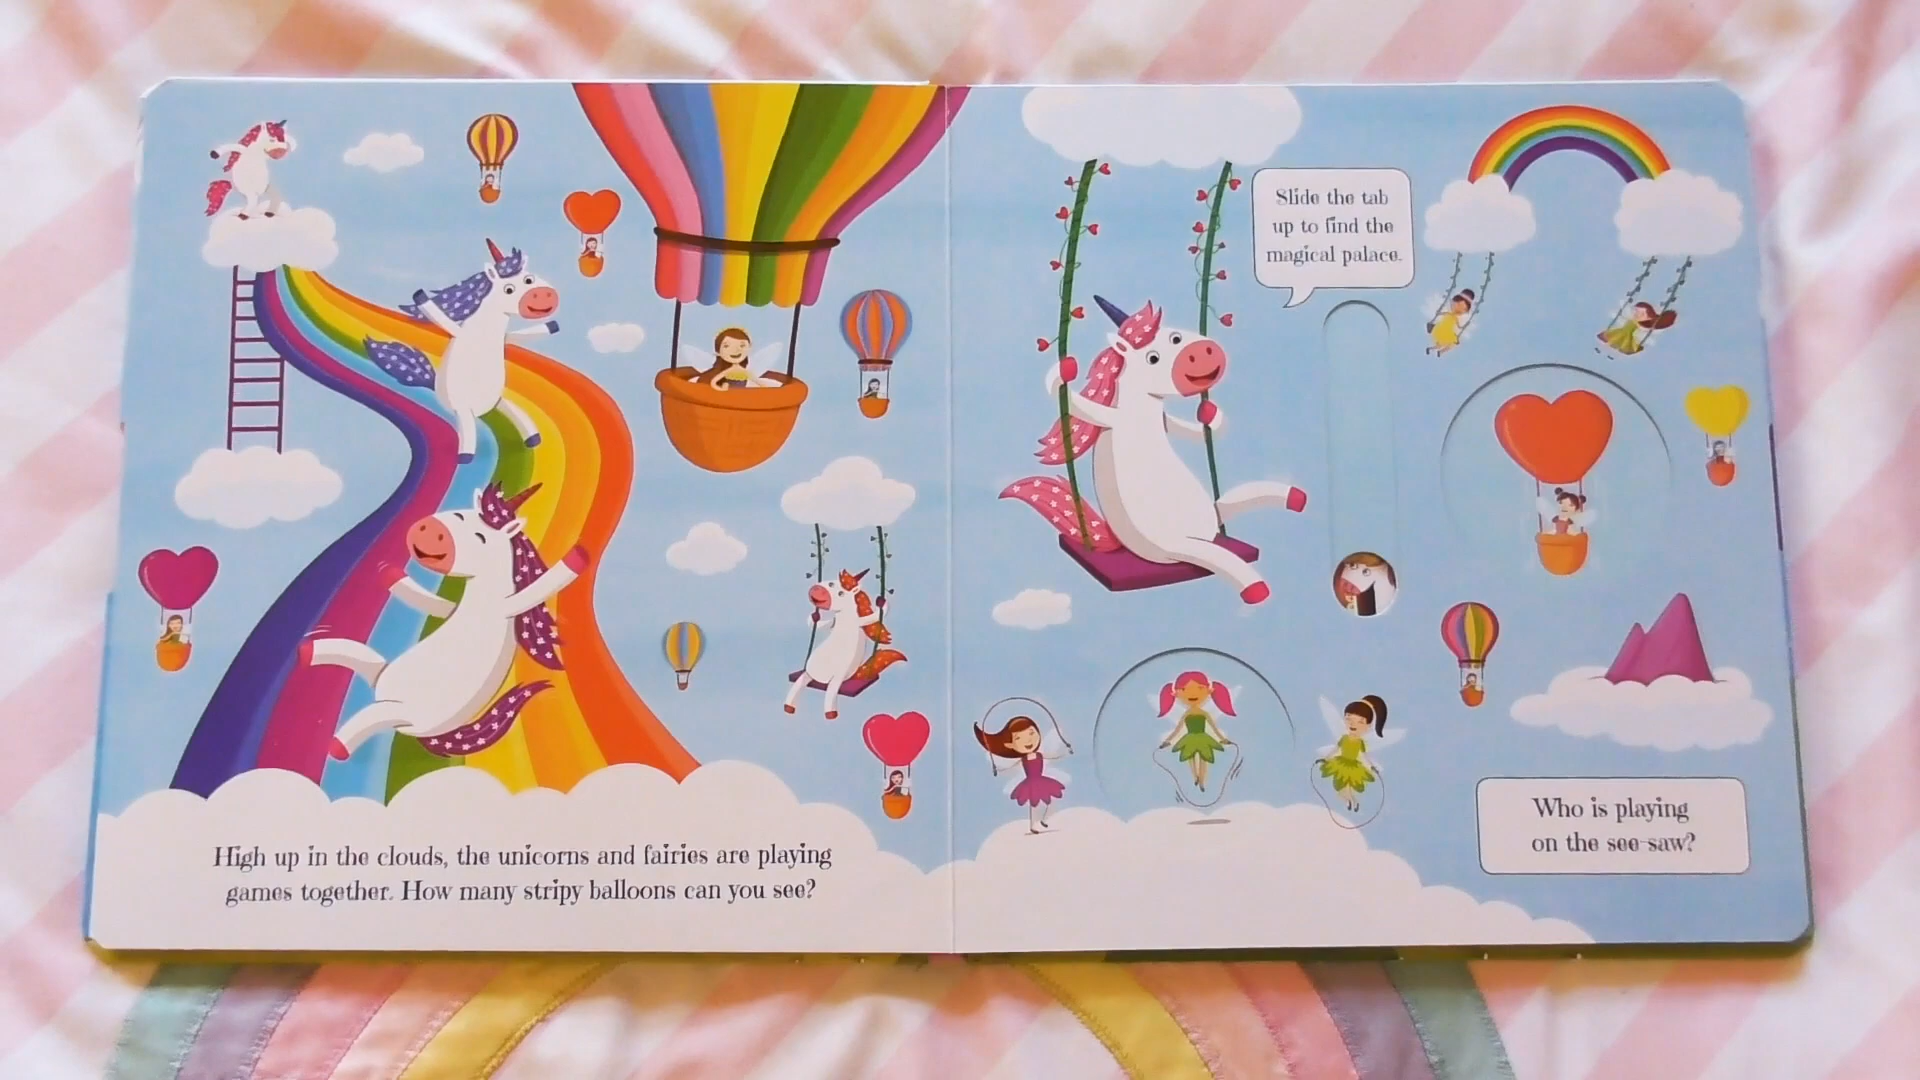 High up in the clouds, the unicorns and fairies are playing
games together. How many stripy balloons can you see?
Slide the tab
up to find the
magical palace.
Who is playing
on the see-saw?